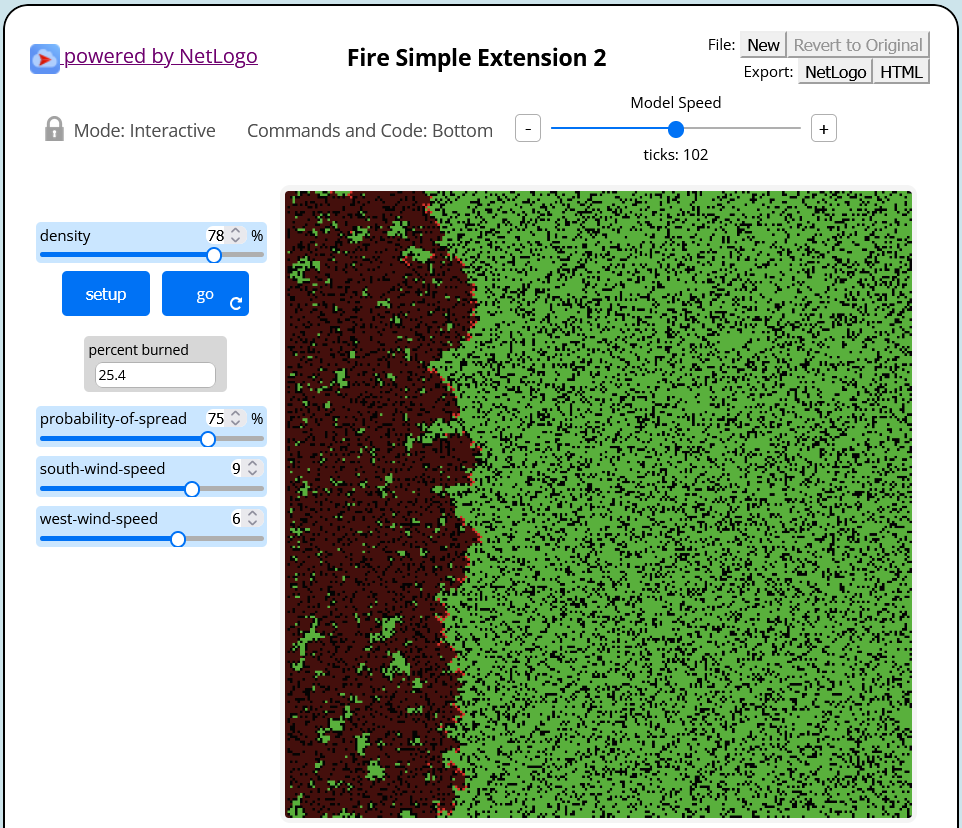 powered by NetLogo
Fire Simple Extension 2
File: New Revert to Original
Export: NetLogo HTML
Mode: Interactive
Commands and Code: Bottom
Model Speed
- +
ticks: 102
density 78 %
setup go
percent burned
25.4
probability-of-spread 75 %
south-wind-speed 9
west-wind-speed 6